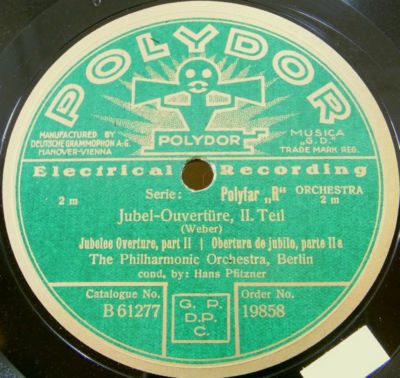 POLYDOR
MANUFACTURED BY
DEUTSCHE GRAMMOPHON A-G.
HANOVER-VIENNA
POLYDOR
MUSICA
„G.D."
TRADE MARK REG.
Electrical Recording
2 m
Serie: Polyfar „R" ORCHESTRA
2 m
Jubel-Ouvertüre, II. Teil
(Weber)
Jubelee Overture, part II | Obertura de jubilo, parte II a
The Philharmonic Orchestra, Berlin
cond. by: Hans Pfitzner
Catalogue No.
B 61277
G. P.
D.P.
C.
Order No.
19858